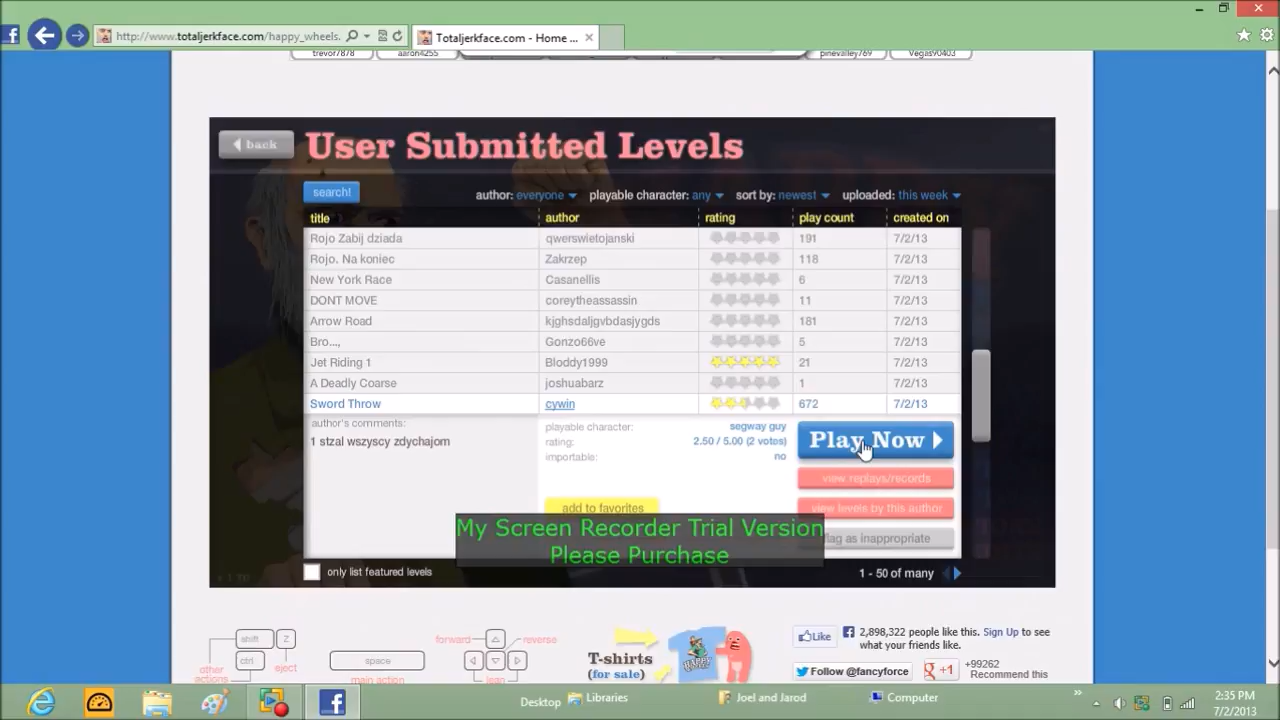 http://www.totaljerkface.com/happy_wheels.
Totaljerkface.com - Home ...
trevor7878
aaron4255
pinevalley769
Vegas90403
back
User Submitted Levels
search!
author: everyone
playable character: any
sort by: newest
uploaded: this week
title author rating play count created on
Rojo Zabij dziada qwerswietojanski 191 7/2/13
Rojo. Na koniec Zakrzep 118 7/2/13
New York Race Casanellis 6 7/2/13
DONT MOVE coreytheassassin 11 7/2/13
Arrow Road kjghsdaljgvbdasjygds 181 7/2/13
Bro..., Gonzo66ve 5 7/2/13
Jet Riding 1 Bloddy1999 21 7/2/13
A Deadly Coarse joshuabarz 1 7/2/13
Sword Throw cywin 672 7/2/13
author's comments:
1 stzal wszyscy zdychajom
playable character: segway guy
rating: 2.50 / 5.00 (2 votes)
importable: no
Play Now
view replays/records
add to favorites
view levels by this author
flag as inappropriate
My Screen Recorder Trial Version
Please Purchase
only list featured levels
1 - 50 of many
shift Z
ctrl
other
actions
eject
space
main action
forward
reverse
lean
T-shirts
(for sale)
Like
2,898,322 people like this. Sign Up to see
what your friends like.
Follow @fancyforce
+1
+99262
Recommend this
Desktop
Libraries
Joel and Jarod
Computer
2:35 PM
7/2/2013